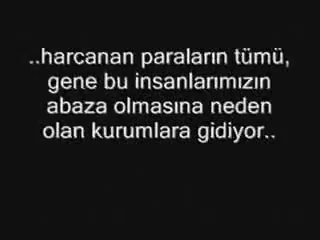 ..harcanan paraların tümü,
gene bu insanlarımızın
abaza olmasına neden
olan kurumlara gidiyor..